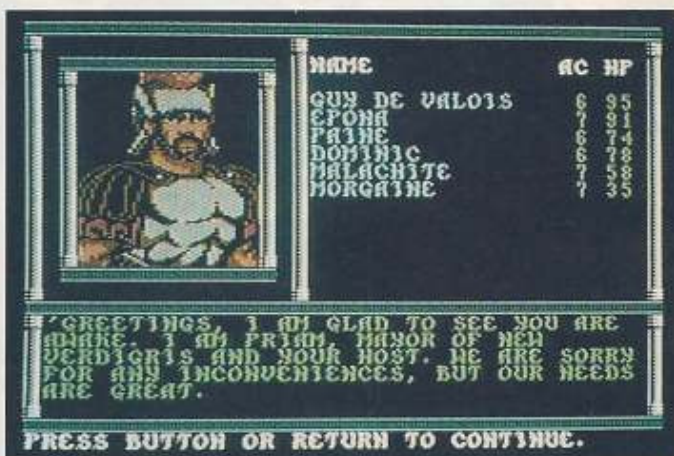 NAME AC HP
GUY DE VALOIS 6 95
EPONA 7 91
PAINE 6 74
DOMINIC 6 78
MALACHITE 7 58
MORGAINE 7 35
'GREETINGS, I AM GLAD TO SEE YOU ARE
AWAKE. I AM PRIAM, MAYOR OF NEW
VERDIGRIS AND YOUR HOST. WE ARE SORRY
FOR ANY INCONVENIENCES, BUT OUR NEEDS
ARE GREAT.
PRESS BUTTON OR RETURN TO CONTINUE.